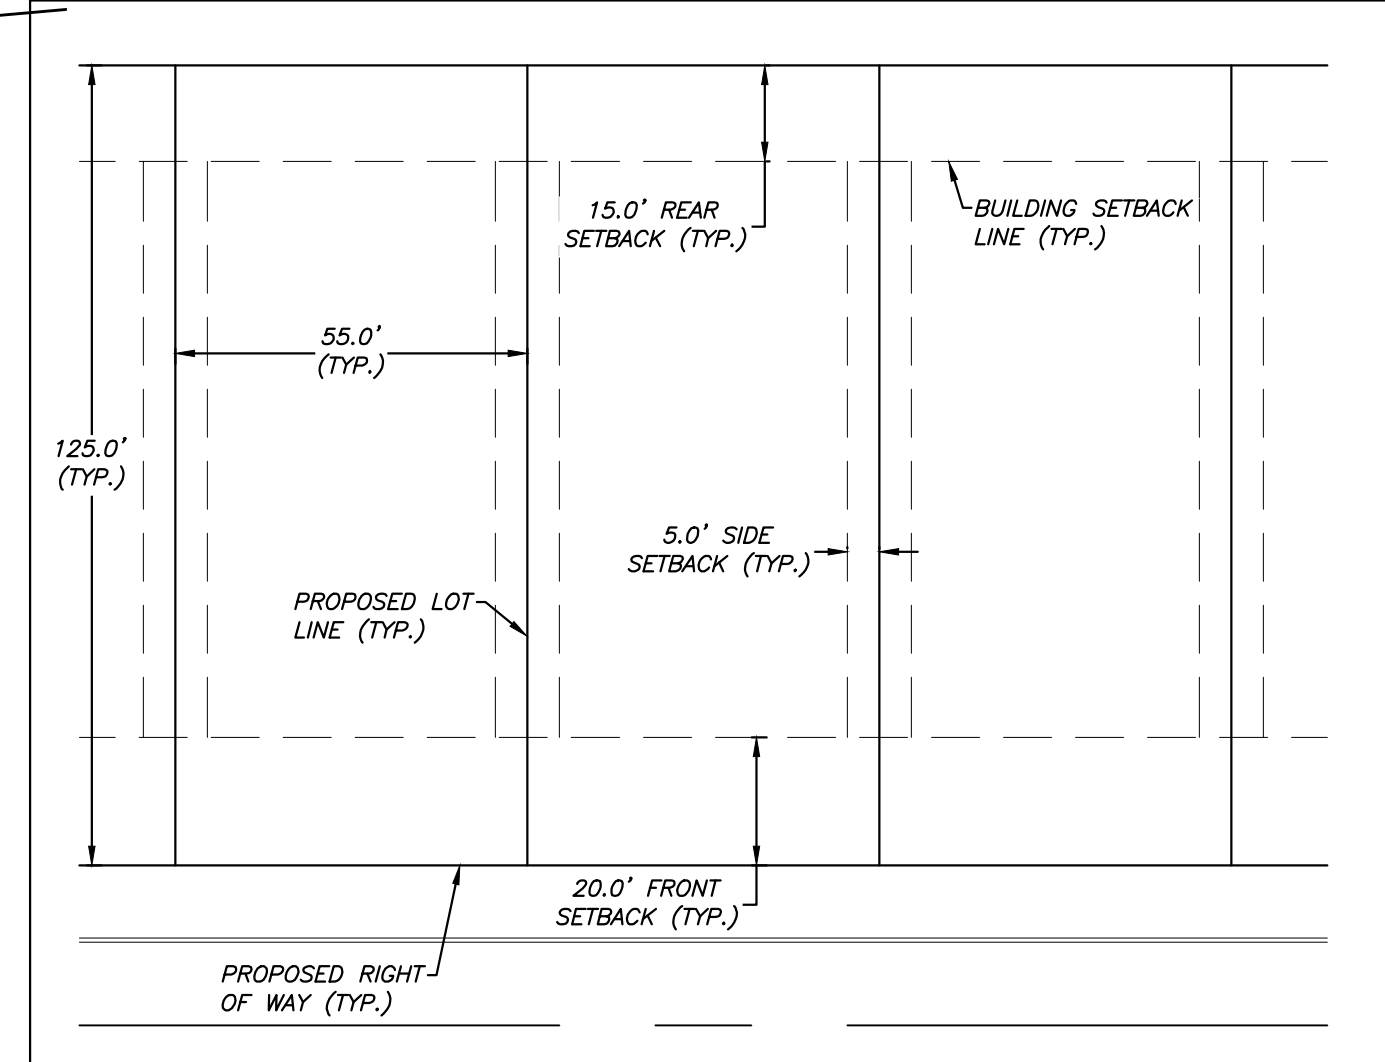 15.0' REAR
SETBACK (TYP.)
BUILDING SETBACK
LINE (TYP.)
55.0'
(TYP.)
125.0'
(TYP.)
5.0' SIDE
SETBACK (TYP.)
PROPOSED LOT
LINE (TYP.)
20.0' FRONT
SETBACK (TYP.)
PROPOSED RIGHT
OF WAY (TYP.)